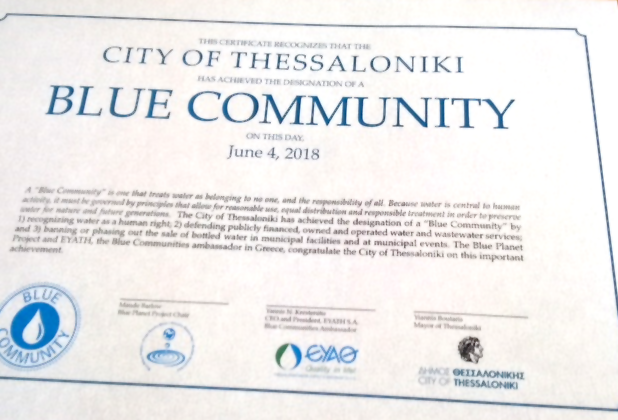 THIS CERTIFICATE RECOGNIZES THAT THE
CITY OF THESSALONIKI
HAS ACHIEVED THE DESIGNATION OF A
BLUE COMMUNITY
ON THIS DAY,
June 4, 2018
A "Blue Community" is one that treats water as belonging to no one, and the responsibility of all. Because water is central to human
activity, it must be governed by principles that allow for reasonable use, equal distribution and responsible treatment in order to preserve
water for nature and future generations. The City of Thessaloniki has achieved the designation of a "Blue Community" by
1) recognizing water as a human right; 2) defending publicly financed, owned and operated water and wastewater services;
and 3) banning or phasing out the sale of bottled water in municipal facilities and at municipal events. The Blue Planet
Project and EYATH, the Blue Communities ambassador in Greece, congratulate the City of Thessaloniki on this important
achievement.
BLUE
COMMUNITY
Maude Barlow
Blue Planet Project Chair
Yannis N.
CEO and President, EYATH S.A.
Blue Communities Ambassador
Yiannis Boutaris
Mayor of Thessaloniki
ΕΥΑΘ
Quality in life
ΔΗΜΟΣ ΘΕΣΣΑΛΟΝΙΚΗΣ
CITY OF THESSALONIKI